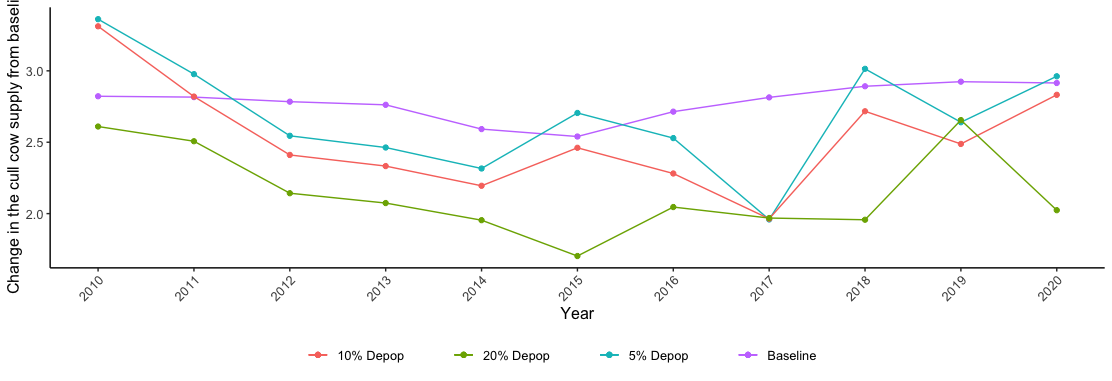 Change in the cull cow supply from baseli
3.0
2.5
2.0
2010 2011 2012 2013 2014 2015 2016 2017 2018 2019 2020
Year
10% Depop 20% Depop 5% Depop Baseline